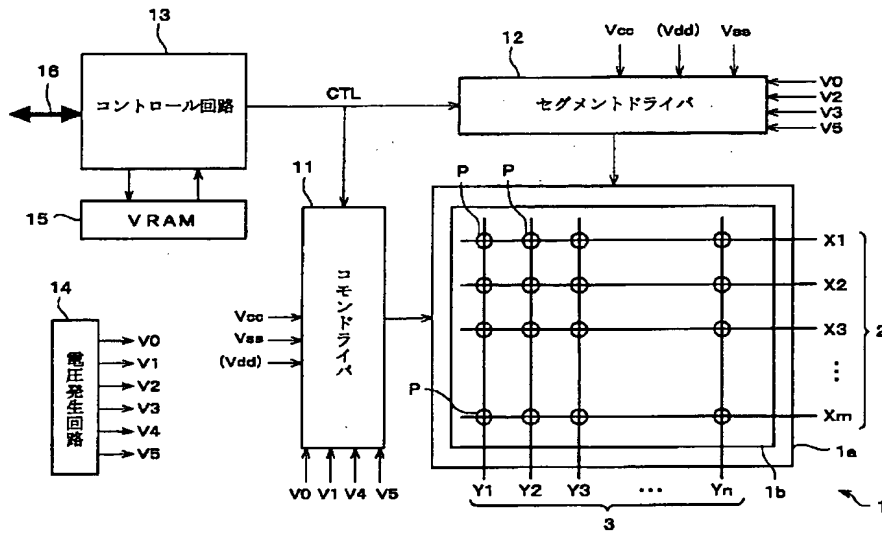 13
16
コントロール回路
CTL
12
Vcc
(Vdd)
Vss
セグメントドライバ
V0
V2
V3
V5
15
VRAM
11
コモンドライバ
Vcc
Vss
(Vdd)
V0 V1 V4 V5
14
電圧発生回路
V0
V1
V2
V3
V4
V5
P
P
P
X1
X2
X3
⋮
Xm
2
1a
1b
1
Y1 Y2 Y3 … Yn
3